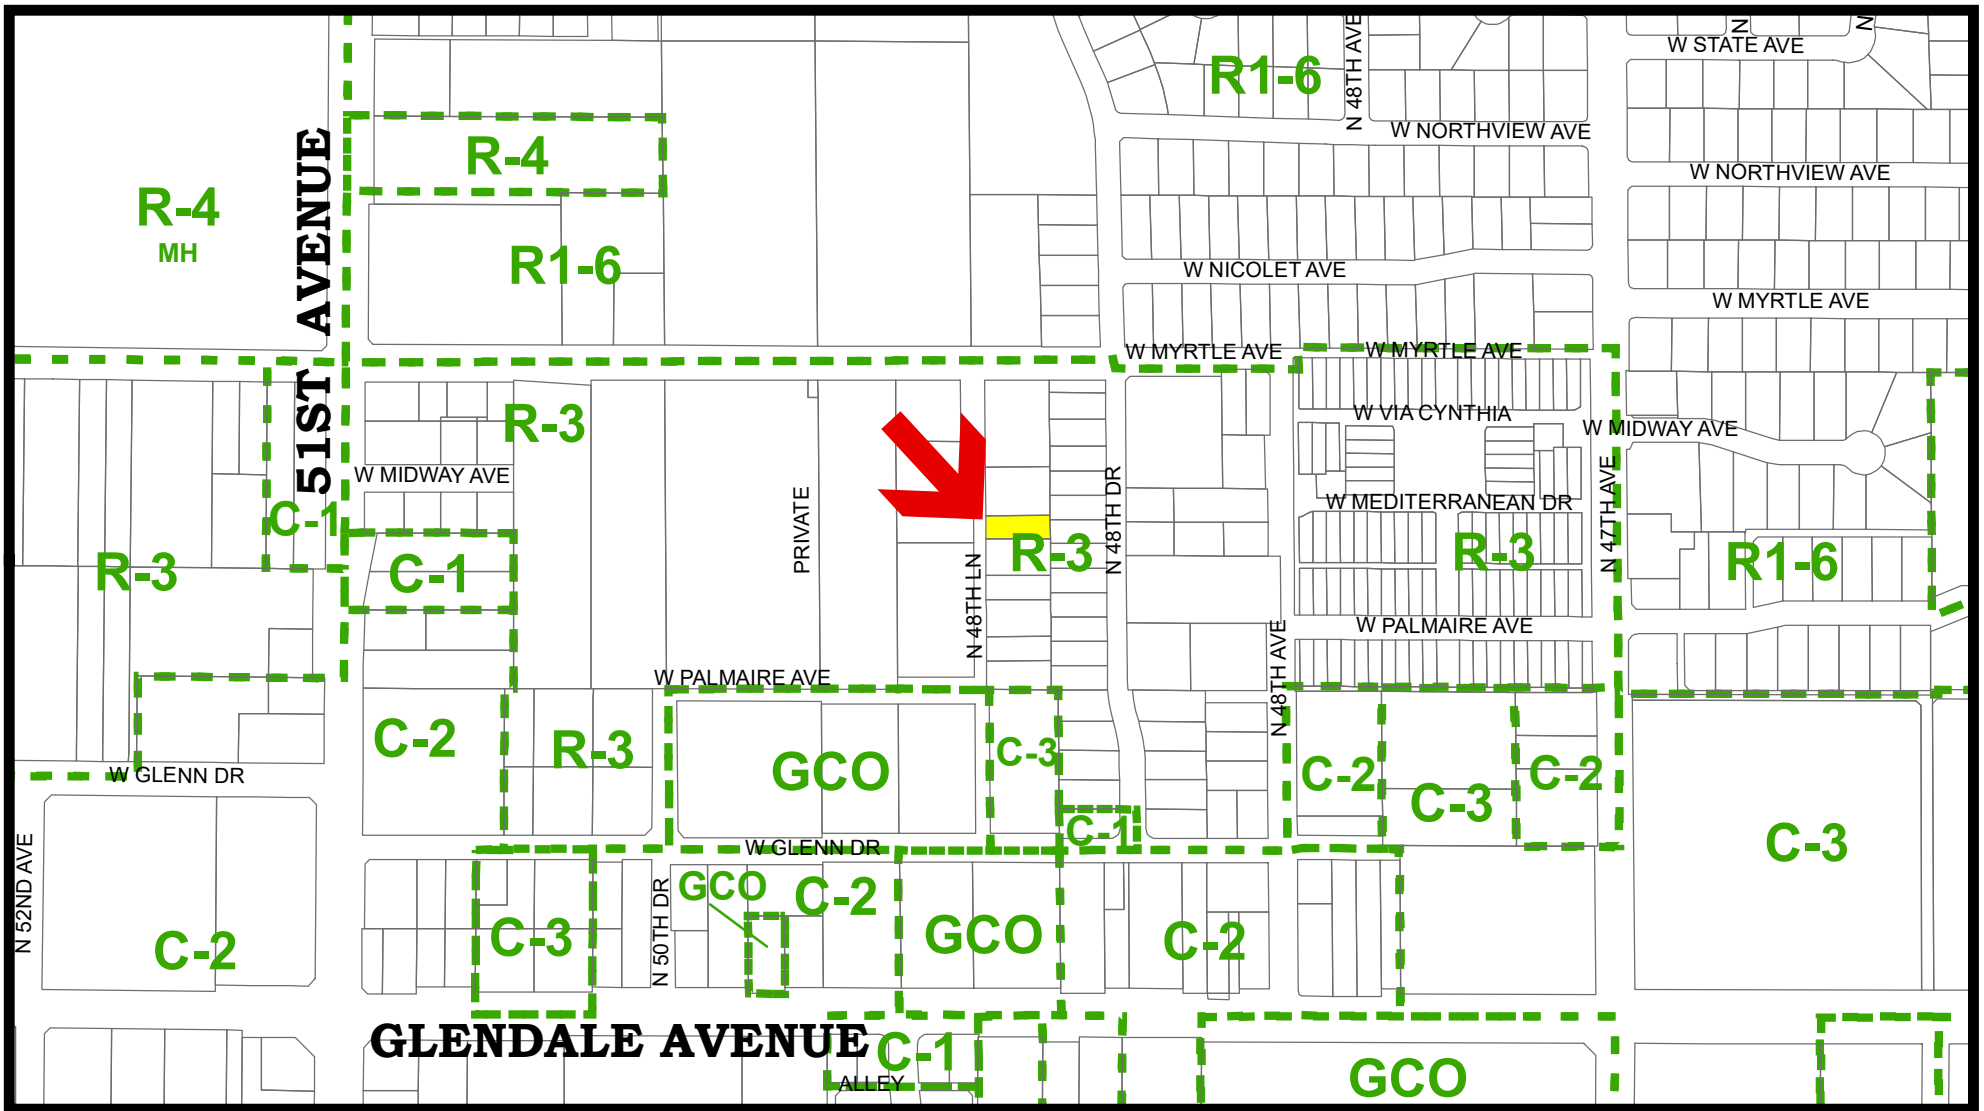 N
N
W STATE AVE
R1-6
N 48TH AVE
W NORTHVIEW AVE
R-4
51ST AVENUE
W NORTHVIEW AVE
R-4
MH
R1-6
W NICOLET AVE
W MYRTLE AVE
W MYRTLE AVE
W MYRTLE AVE
R-3
W VIA CYNTHIA
W MIDWAY AVE
W MIDWAY AVE
C-1
PRIVATE
N 48TH DR
W MEDITERRANEAN DR
N 47TH AVE
R-3
C-1
N 48TH LN
R-3
R-3
R1-6
W PALMAIRE AVE
W PALMAIRE AVE
N 48TH AVE
C-2
R-3
GCO
C-3
C-2
C-3
C-2
W GLENN DR
C-1
C-3
W GLENN DR
N 52ND AVE
C-2
C-3
N 50TH DR
GCO
C-2
GCO
C-2
GLENDALE AVENUE
C-1
ALLEY
GCO